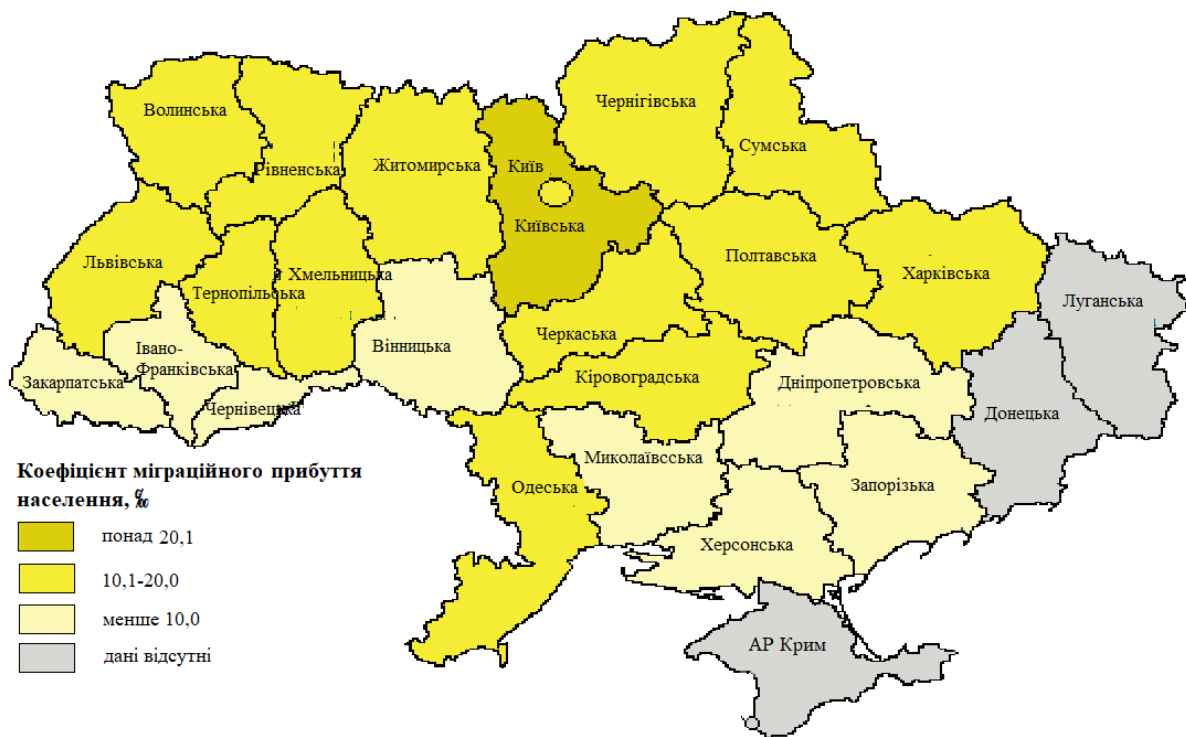 Волинська
Рівненська
Житомирська
Київ
Київська
Чернігівська
Сумська
Львівська
Тернопільська
Хмельницька
Вінницька
Черкаська
Полтавська
Харківська
Луганська
Закарпатська
Івано-
Франківська
Чернівецька
Кіровоградська
Дніпропетровська
Донецька
Одеська
Миколаївсська
Запорізька
Херсонська
АР Крим
Коефіцієнт міграційного прибуття
населення, ‰
понад 20,1
10,1-20,0
менше 10,0
дані відсутні